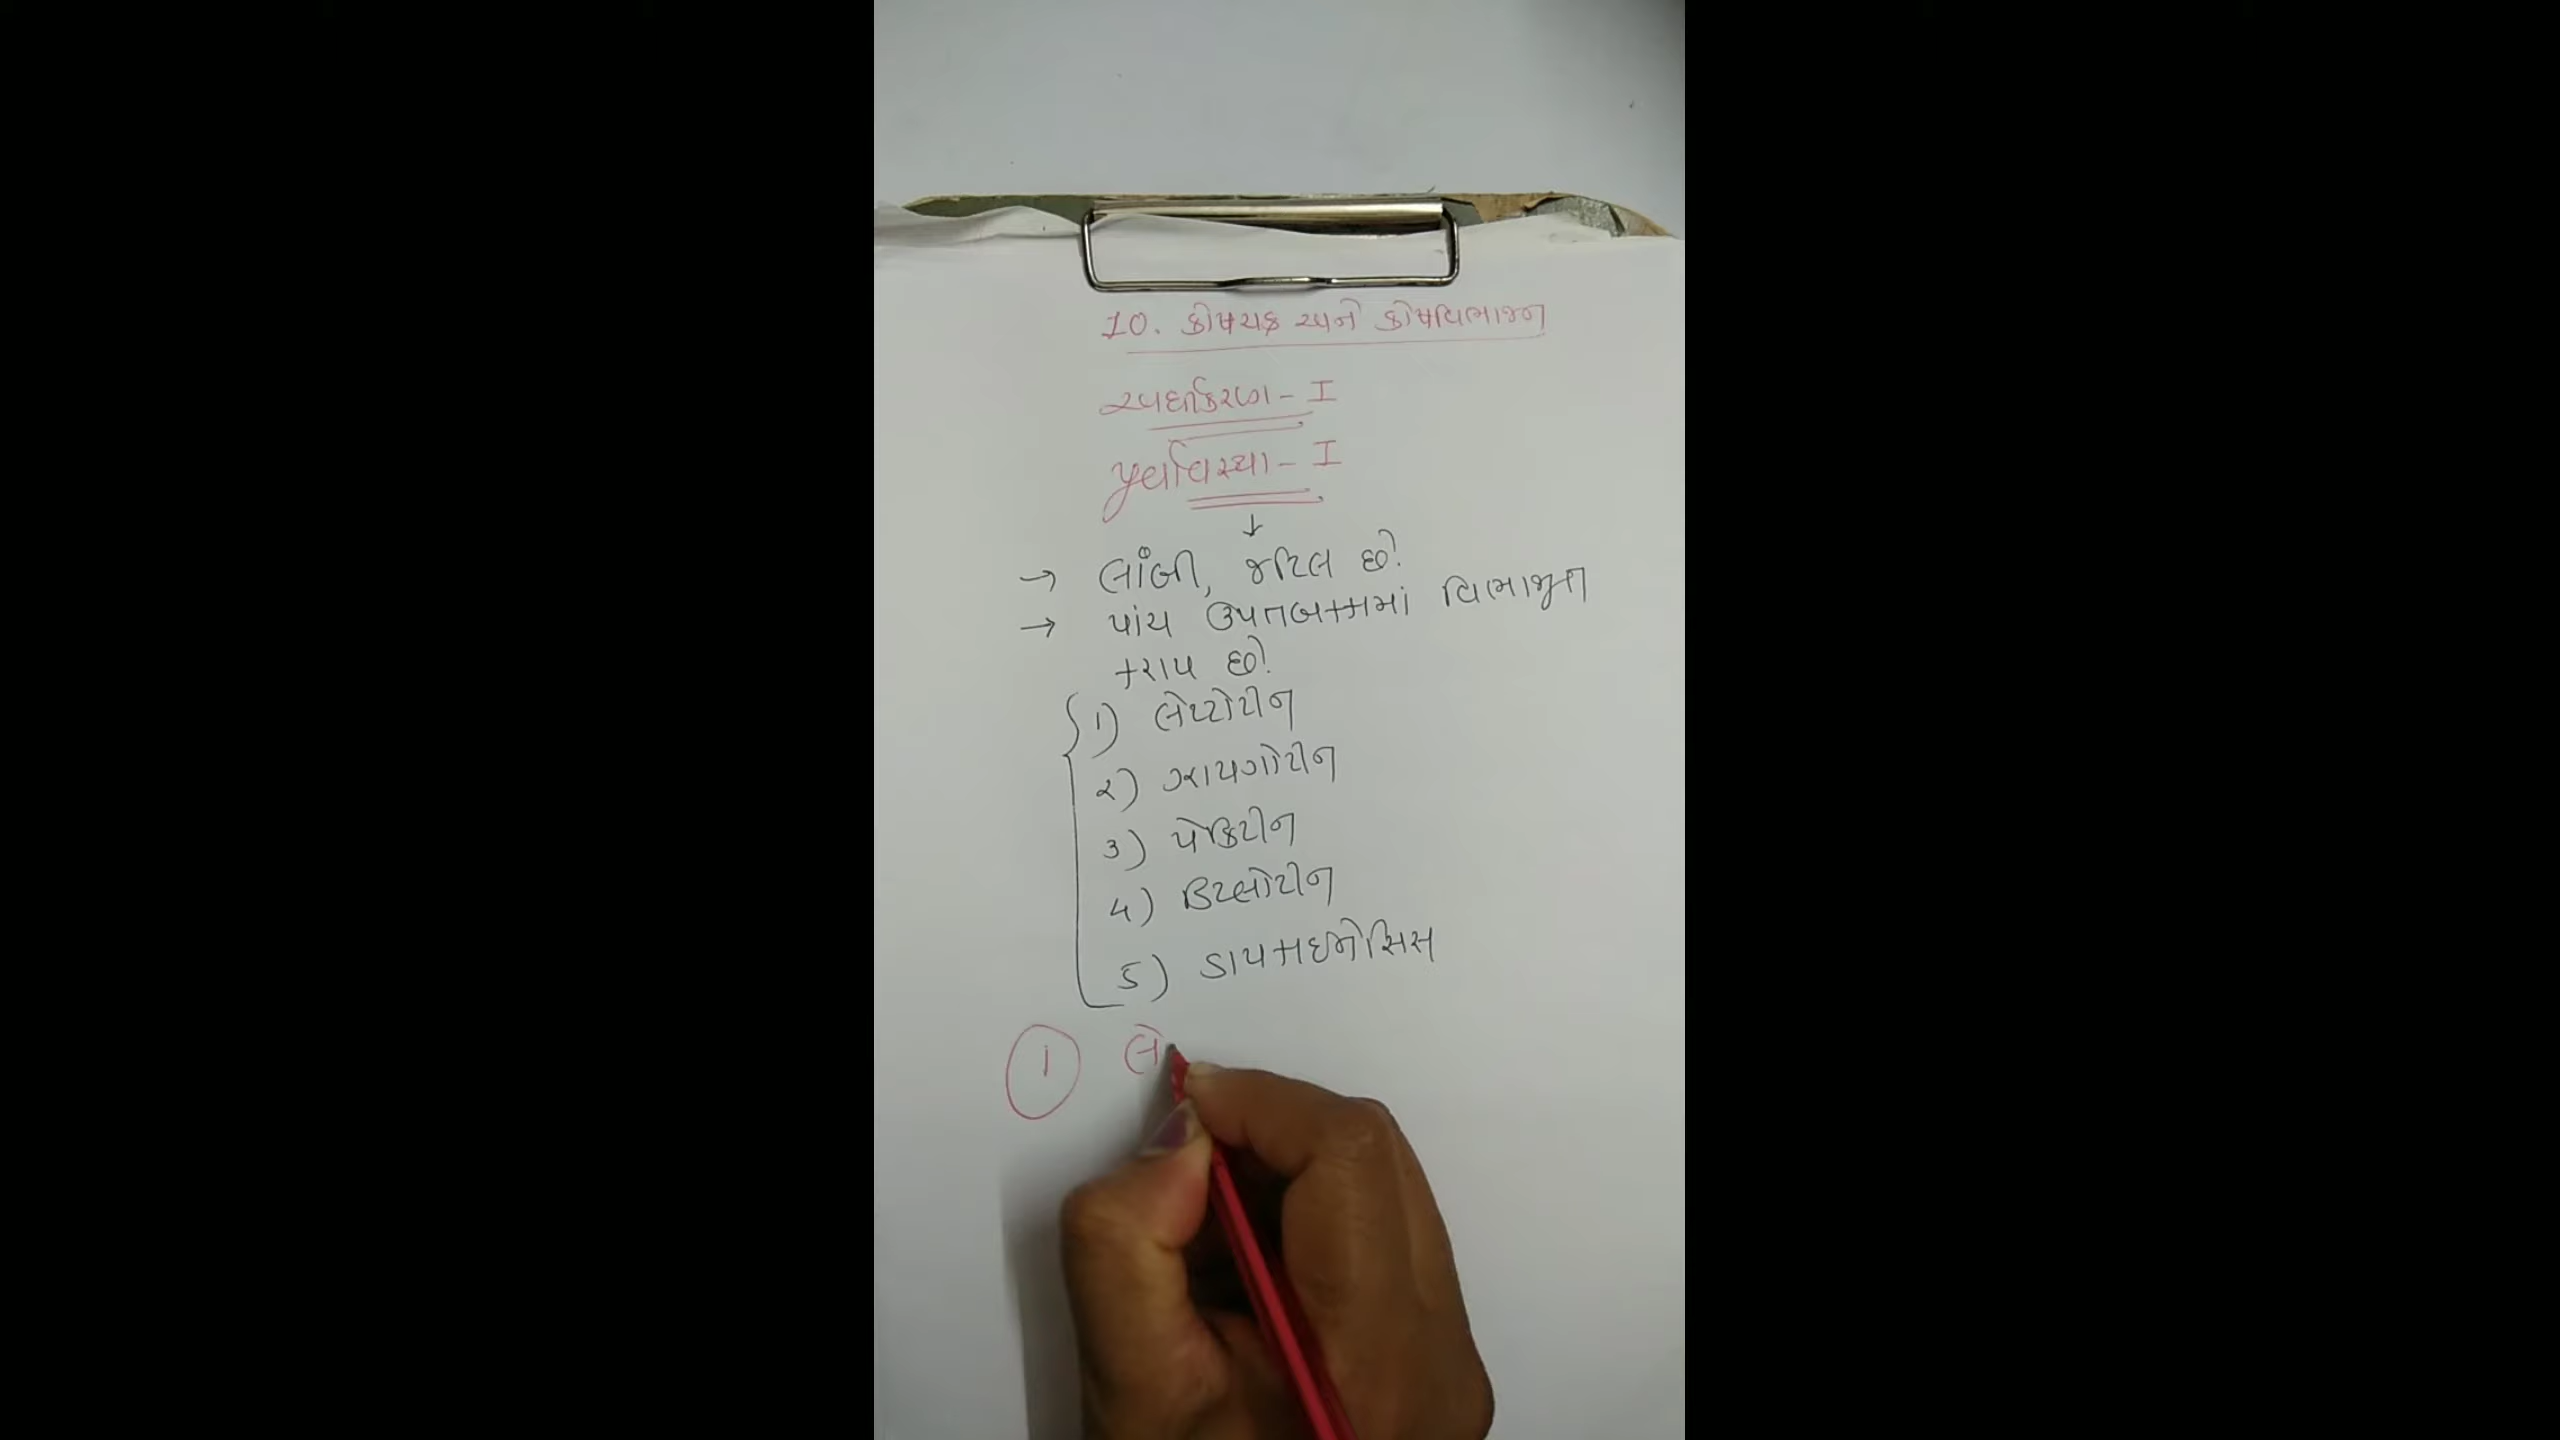 10. કોષચક્ર અને કોષવિભાજન
અર્ધીકરણ - I
પૂર્વાવસ્થા - I
↓
→ લાંબી, જટિલ છે.
→ પાંચ ઉપતબક્કામાં વિભાજીત
કરાય છે.
1) લેપ્ટોટીન
2) ઝાયગોટીન
3) પેકિટીન
4) ડિપ્લોટીન
5) ડાયકાઇનેસિસ
1 લે